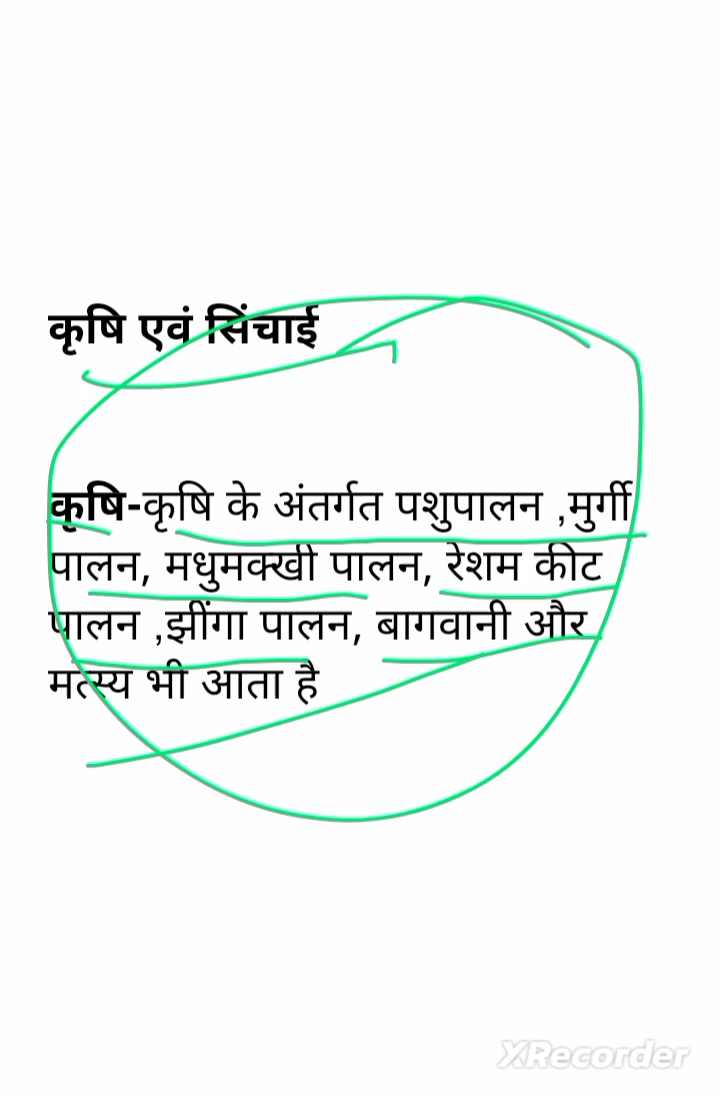 कृषि एवं सिंचाई
कृषि-कृषि के अंतर्गत पशुपालन ,मुर्गी
पालन, मधुमक्खी पालन, रेशम कीट
पालन ,झींगा पालन, बागवानी और
मत्स्य भी आता है
XRecorder